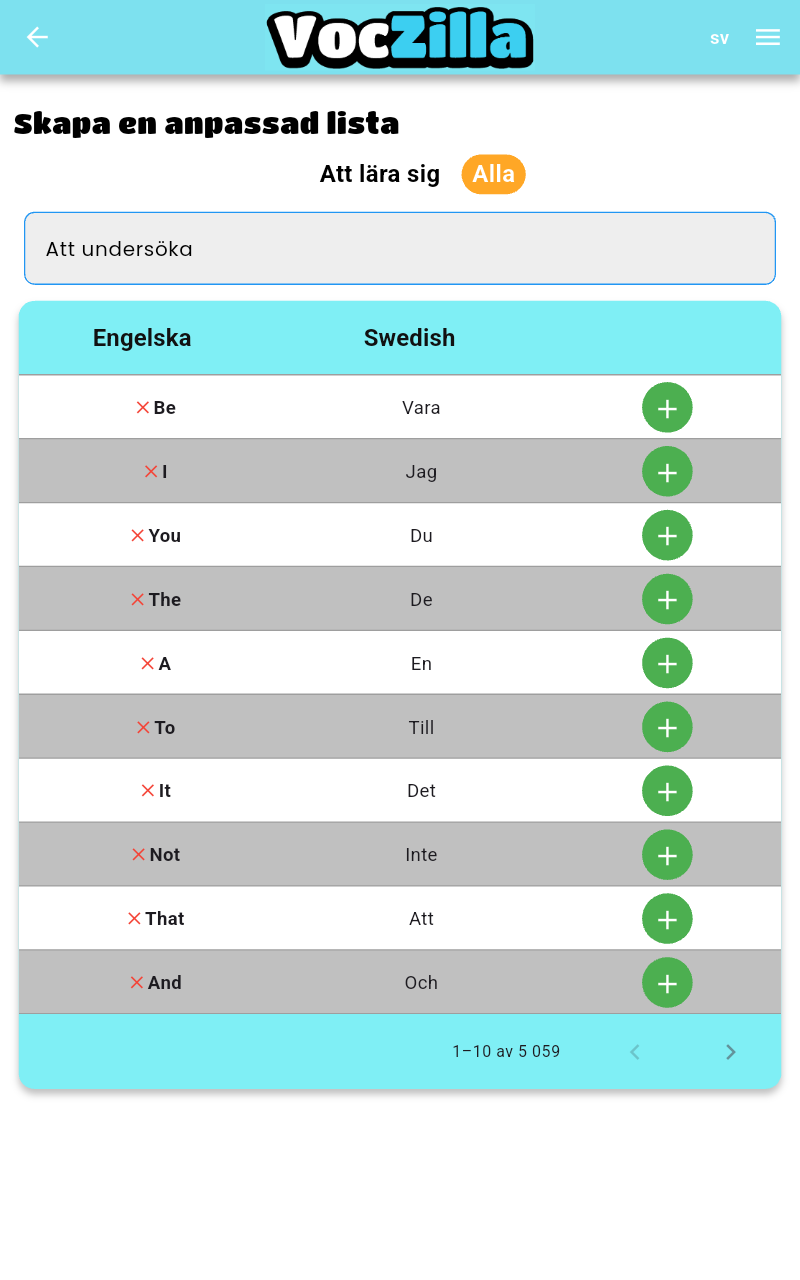 VocZilla
sv
Skapa en anpassad lista
Att lära sig Alla
Att undersöka
Engelska Swedish
Be Vara
I Jag
You Du
The De
A En
To Till
It Det
Not Inte
That Att
And Och
1–10 av 5 059